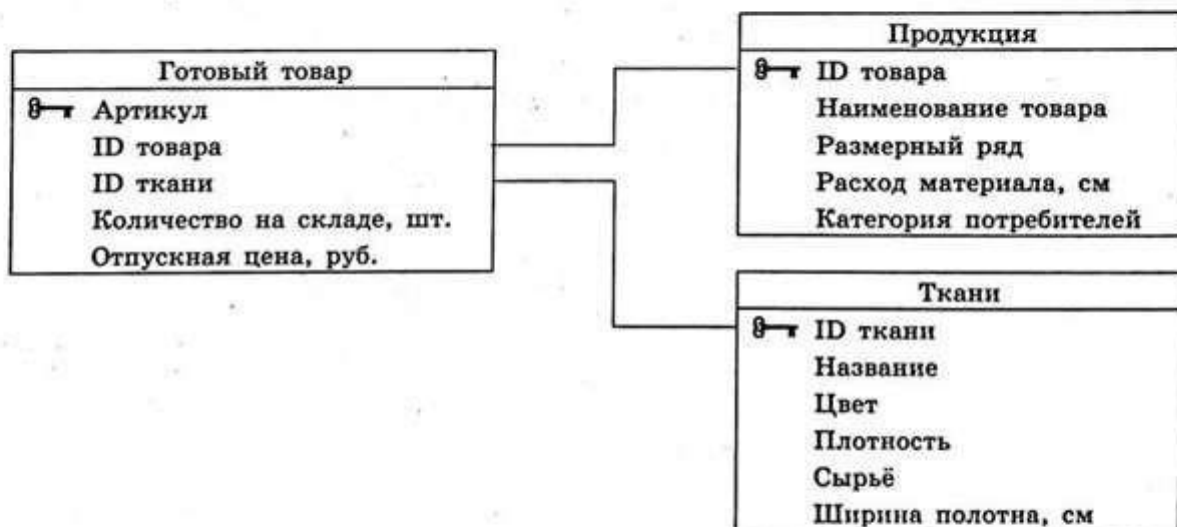 Готовый товар
Артикул
ID товара
ID ткани
Количество на складе, шт.
Отпускная цена, руб.
Продукция
ID товара
Наименование товара
Размерный ряд
Расход материала, см
Категория потребителей
Ткани
ID ткани
Название
Цвет
Плотность
Сырьё
Ширина полотна, см